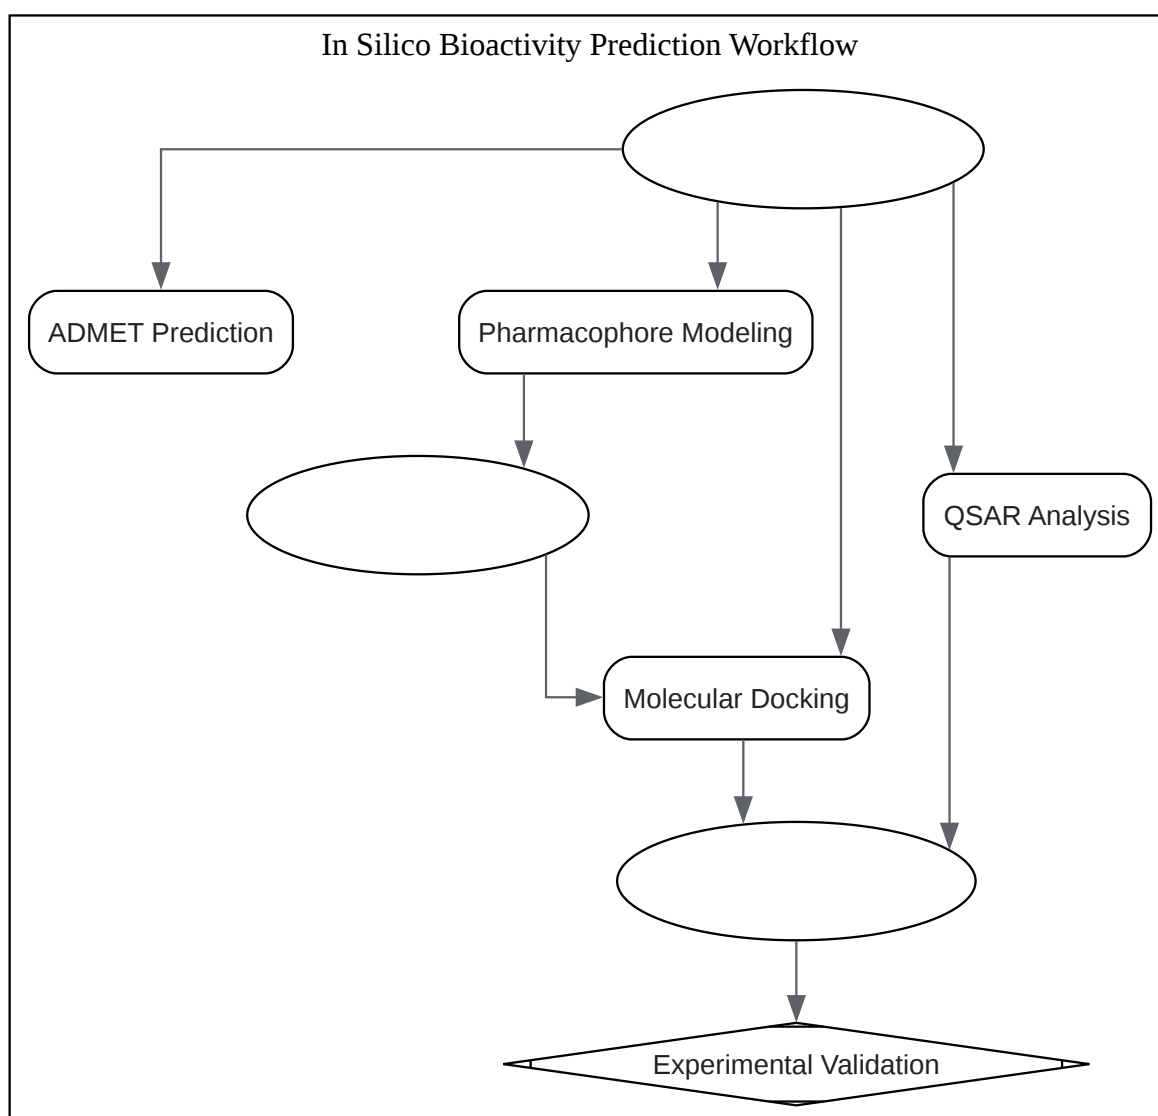 In Silico Bioactivity Prediction Workflow
ADMET Prediction
Pharmacophore Modeling
QSAR Analysis
Molecular Docking
Experimental Validation